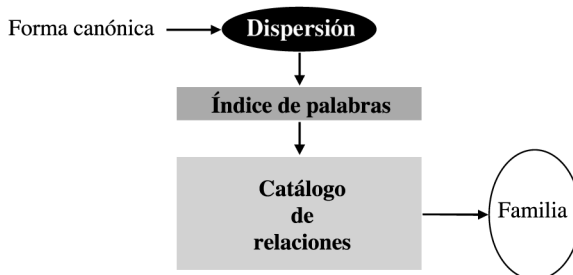 Forma canónica
Dispersión
Índice de palabras
Catálogo
de
relaciones
Familia